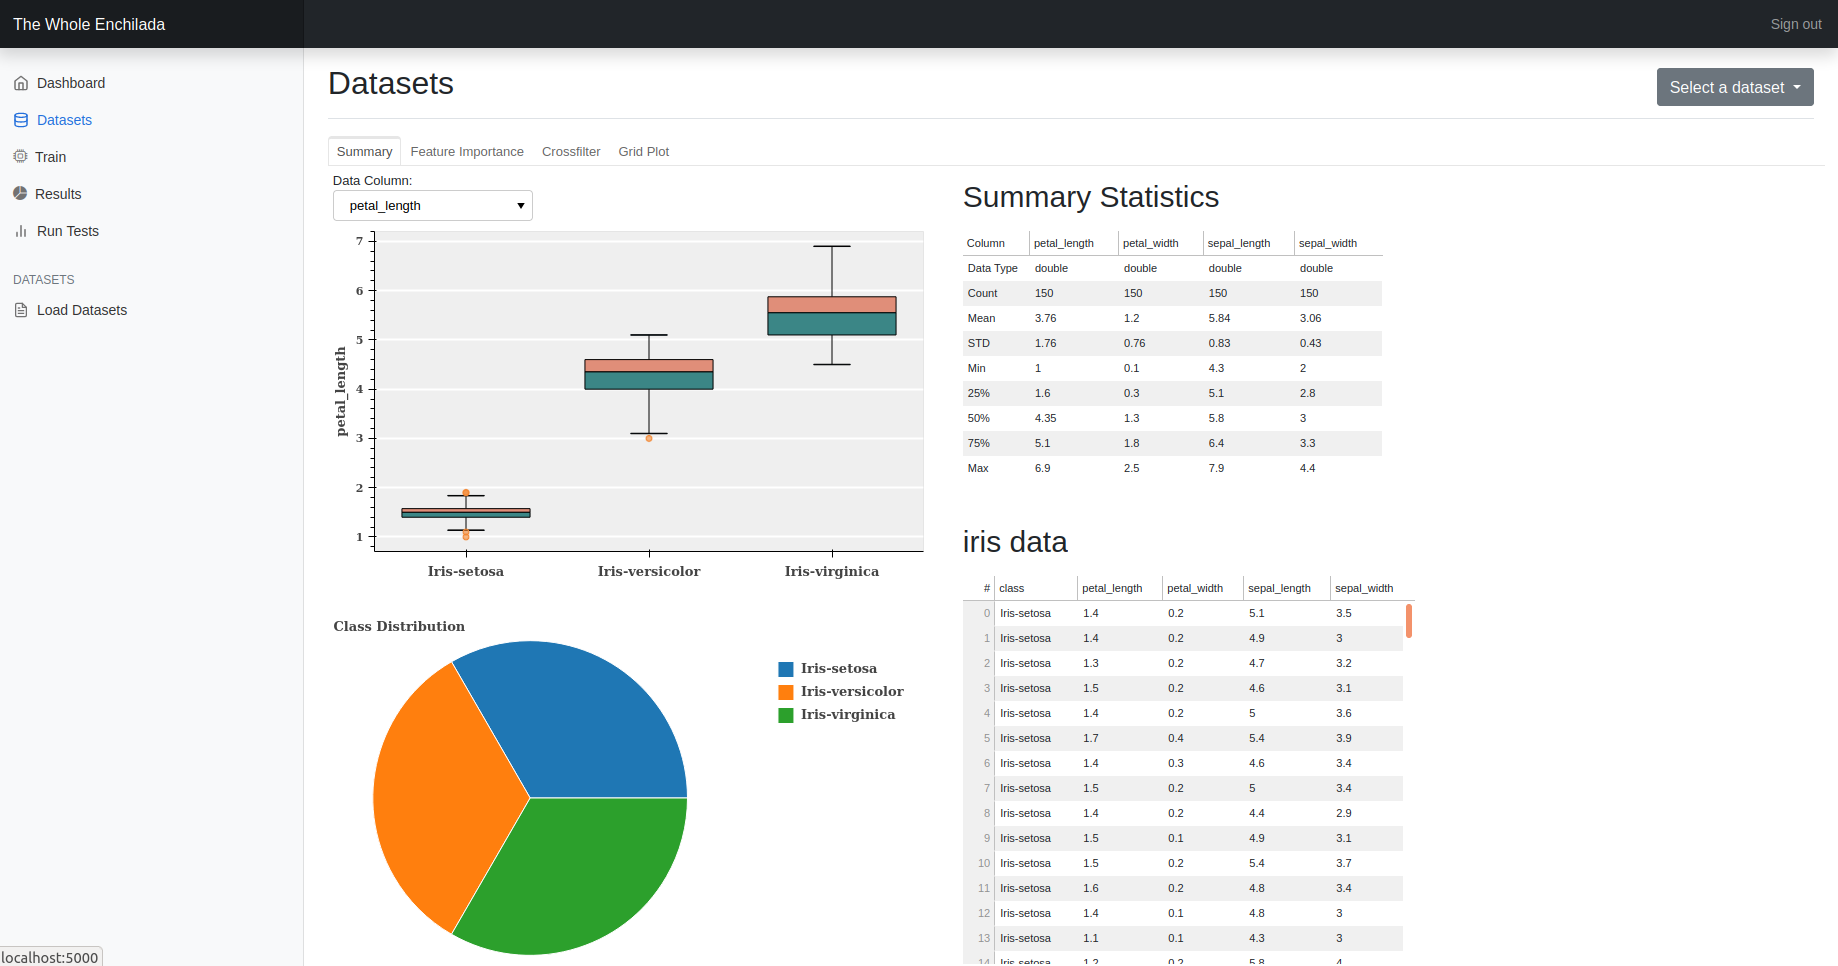 The Whole Enchilada
Sign out
Dashboard
Datasets
Train
Results
Run Tests
DATASETS
Load Datasets
Datasets
Select a dataset
Summary Feature Importance Crossfilter Grid Plot
Data Column:
petal_length
7
6
5
4
3
2
1
petal_length
Iris-setosa Iris-versicolor Iris-virginica
Class Distribution
Iris-setosa
Iris-versicolor
Iris-virginica
Summary Statistics
Column petal_length petal_width sepal_length sepal_width
Data Type double double double double
Count 150 150 150 150
Mean 3.76 1.2 5.84 3.06
STD 1.76 0.76 0.83 0.43
Min 1 0.1 4.3 2
25% 1.6 0.3 5.1 2.8
50% 4.35 1.3 5.8 3
75% 5.1 1.8 6.4 3.3
Max 6.9 2.5 7.9 4.4
iris data
# class petal_length petal_width sepal_length sepal_width
0 Iris-setosa 1.4 0.2 5.1 3.5
1 Iris-setosa 1.4 0.2 4.9 3
2 Iris-setosa 1.3 0.2 4.7 3.2
3 Iris-setosa 1.5 0.2 4.6 3.1
4 Iris-setosa 1.4 0.2 5 3.6
5 Iris-setosa 1.7 0.4 5.4 3.9
6 Iris-setosa 1.4 0.3 4.6 3.4
7 Iris-setosa 1.5 0.2 5 3.4
8 Iris-setosa 1.4 0.2 4.4 2.9
9 Iris-setosa 1.5 0.1 4.9 3.1
10 Iris-setosa 1.5 0.2 5.4 3.7
11 Iris-setosa 1.6 0.2 4.8 3.4
12 Iris-setosa 1.4 0.1 4.8 3
13 Iris-setosa 1.1 0.1 4.3 3
14 Iris-setosa 1.2 0.2 5.8 4
localhost:5000